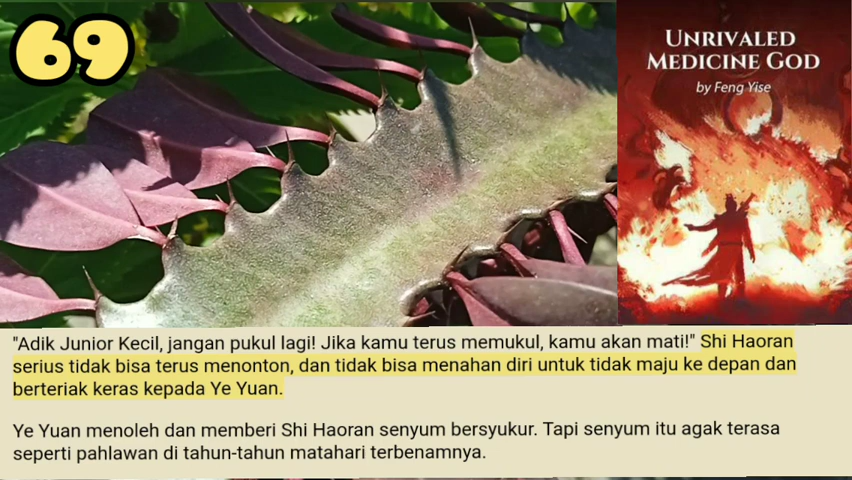 69
UNRIVALED
MEDICINE GOD
by Feng Yise
"Adik Junior Kecil, jangan pukul lagi! Jika kamu terus memukul, kamu akan mati!" Shi Haoran
serius tidak bisa terus menonton, dan tidak bisa menahan diri untuk tidak maju ke depan dan
berteriak keras kepada Ye Yuan.
Ye Yuan menoleh dan memberi Shi Haoran senyum bersyukur. Tapi senyum itu agak terasa
seperti pahlawan di tahun-tahun matahari terbenamnya.